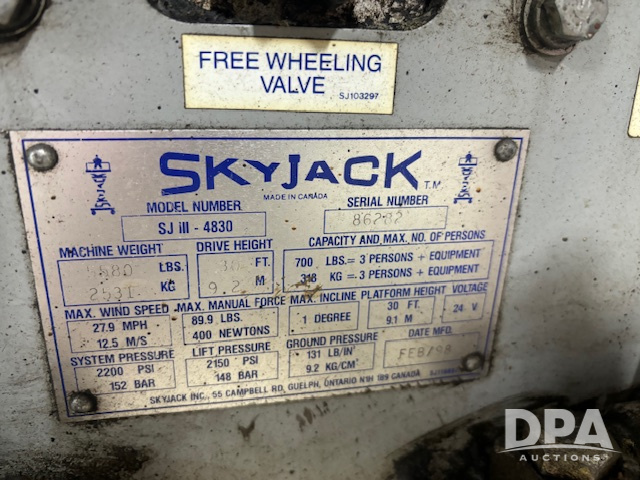 FREE WHEELING
VALVE
SJ103297
SKYJACK T.M.
MADE IN CANADA
MODEL NUMBER
SJ III - 4830
SERIAL NUMBER
MACHINE WEIGHT
LBS.
2531 KG
DRIVE HEIGHT
30 FT.
9.2 M
CAPACITY AND MAX. NO. OF PERSONS
700 LBS. = 3 PERSONS + EQUIPMENT
318 KG = 3 PERSONS + EQUIPMENT
MAX. WIND SPEED
27.9 MPH
12.5 M/S
MAX. MANUAL FORCE
89.9 LBS.
400 NEWTONS
MAX. INCLINE
1 DEGREE
PLATFORM HEIGHT
30 FT
9.1 M
VOLTAGE
24 V
SYSTEM PRESSURE
2200 PSI
152 BAR
LIFT PRESSURE
2150 PSI
148 BAR
GROUND PRESSURE
131 LB/IN²
9.2 KG/CM²
DATE MFG.
FEB/98
SKYJACK INC., 55 CAMPBELL RD, GUELPH, ONTARIO N1H 1B9 CANADA
DPA
AUCTIONS